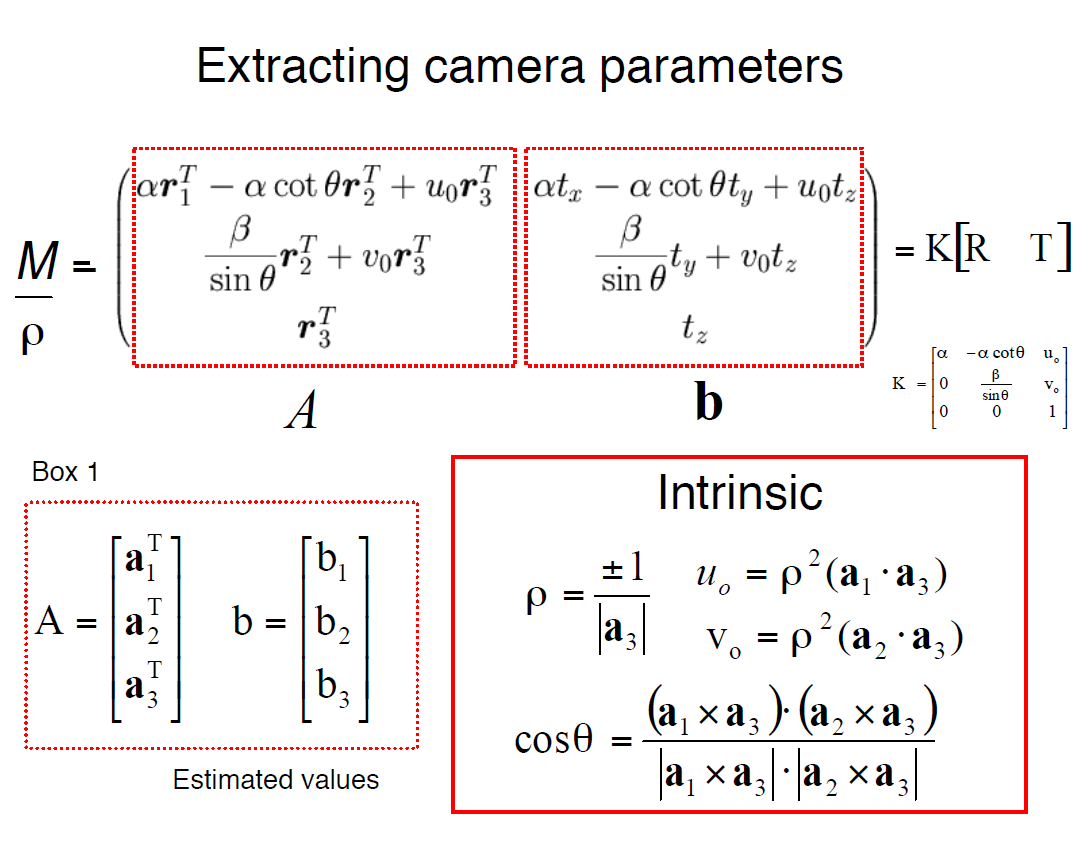 Extracting camera parameters
M/ρ = ( αr₁ᵀ − α cot θ r₂ᵀ + u₀r₃ᵀ   αtₓ − α cot θ t_y + u₀t_z
β/sin θ r₂ᵀ + v₀r₃ᵀ   β/sin θ t_y + v₀t_z
r₃ᵀ   t_z ) = K[R T]
A   b
K = [ α   − α cotθ   uₒ
0   β/sinθ   vₒ
0   0   1 ]
Box 1
A = [ a₁ᵀ   b = [ b₁
a₂ᵀ   b₂
a₃ᵀ ]   b₃ ]
Estimated values
Intrinsic
ρ = ±1/|a₃|   uₒ = ρ²(a₁ · a₃)
vₒ = ρ²(a₂ · a₃)
cosθ = (a₁ × a₃)·(a₂ × a₃) / |a₁ × a₃|·|a₂ × a₃|